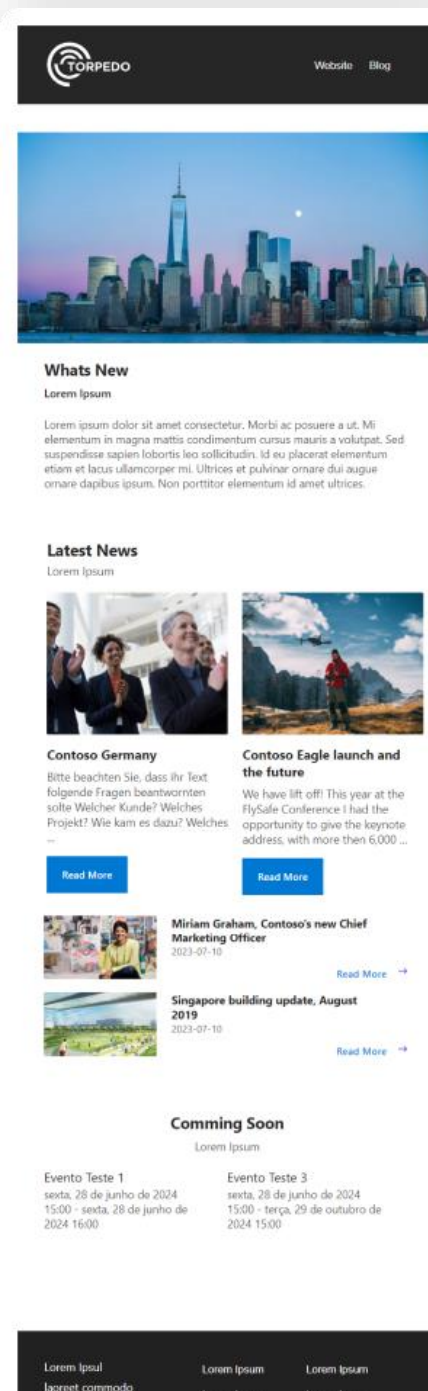 TORPEDO
Website Blog
Whats New
Lorem Ipsum
Lorem ipsum dolor sit amet consectetur. Morbi ac posuere a ut. Mi
elementum in magna mattis condimentum cursus mauris a volutpat. Sed
suspendisse sapien lobortis leo sollicitudin. Id eu placerat elementum
etiam et lacus ullamcorper mi. Ultrices et pulvinar ornare dui augue
ornare dapibus ipsum. Non porttitor elementum id amet ultrices.
Latest News
Lorem Ipsum
Contoso Germany
Bitte beachten Sie, dass ihr Text
folgende Fragen beantwornten
solte Welcher Kunde? Welches
Projekt? Wie kam es dazu? Welches
...
Read More
Contoso Eagle launch and
the future
We have lift off! This year at the
FlySafe Conference I had the
opportunity to give the keynote
address, with more then 6,000 ...
Read More
Miriam Graham, Contoso's new Chief
Marketing Officer
2023-07-10
Read More →
Singapore building update, August
2019
2023-07-10
Read More →
Comming Soon
Lorem Ipsum
Evento Teste 1
sexta, 28 de junho de 2024
15:00 - sexta, 28 de junho de
2024 16:00
Evento Teste 3
sexta, 28 de junho de 2024
15:00 - terça, 29 de outubro de
2024 15:00
Lorem Ipsul
laoreet commodo
Lorem Ipsum
Lorem Ipsum